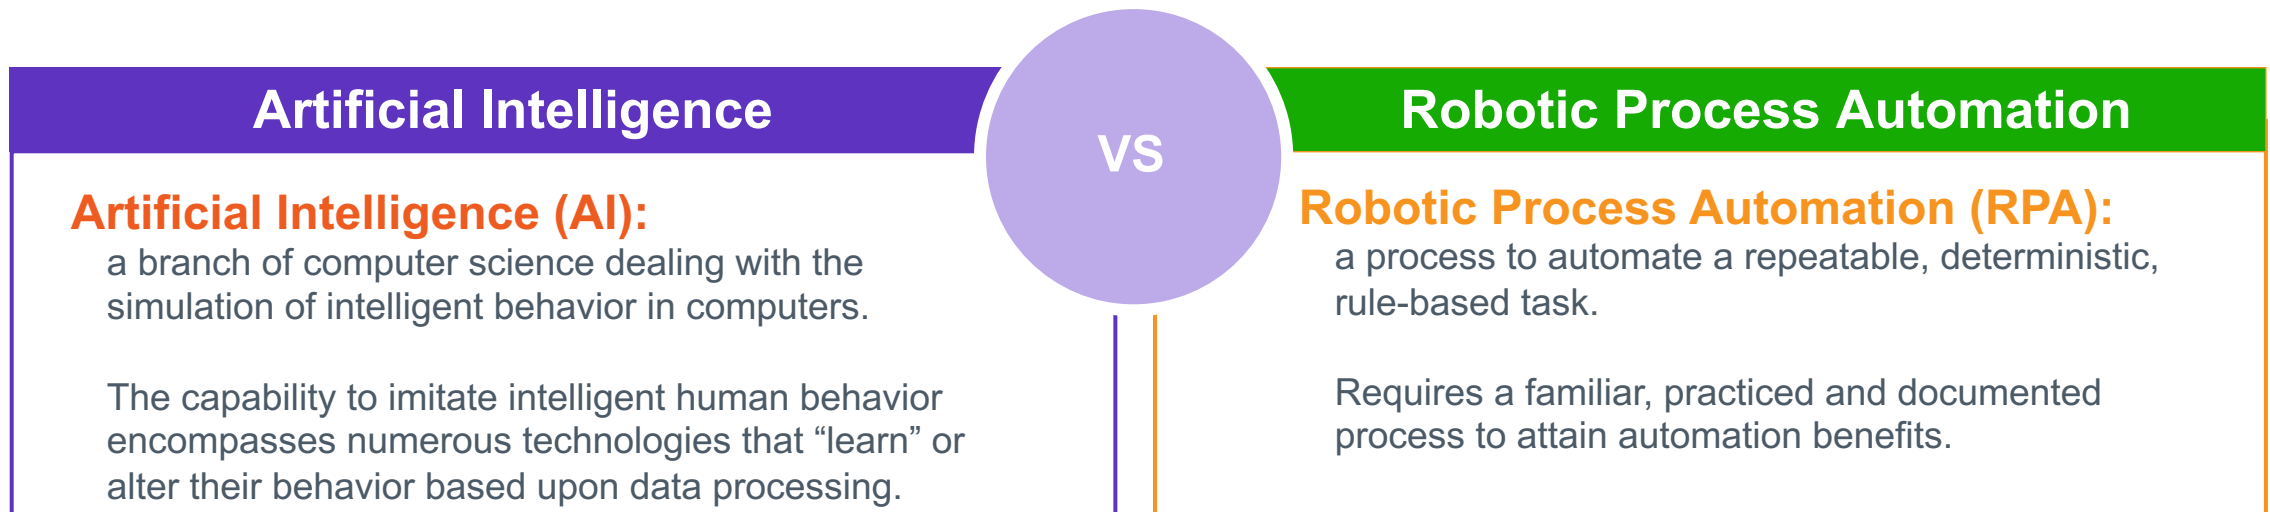 Artificial Intelligence
VS
Robotic Process Automation
Artificial Intelligence (AI):
a branch of computer science dealing with the
simulation of intelligent behavior in computers.
The capability to imitate intelligent human behavior
encompasses numerous technologies that “learn” or
alter their behavior based upon data processing.
Robotic Process Automation (RPA):
a process to automate a repeatable, deterministic,
rule-based task.
Requires a familiar, practiced and documented
process to attain automation benefits.